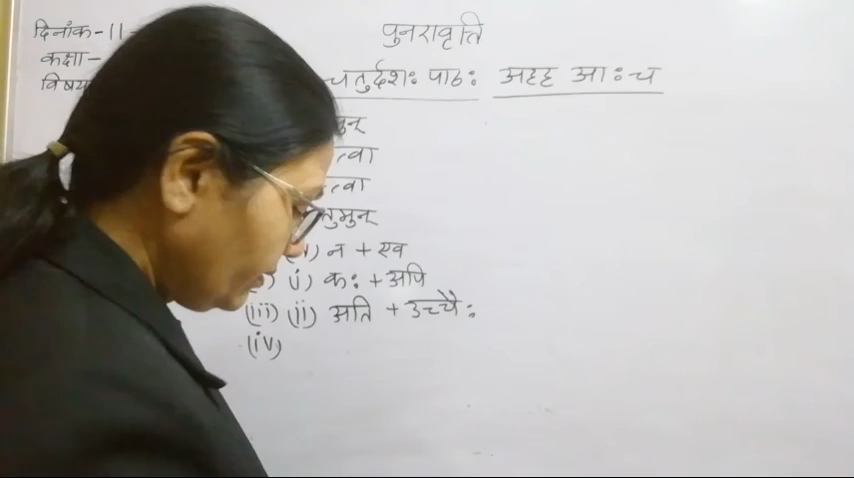 दिनांक-11-
पुनरावृति
कक्षा-
विषय
चतुर्दशः पाठः अहह आः च
तुमुन्
न + एव
(i) कः + अपि
(iii) (ii) अति + उच्चैः
(iv)